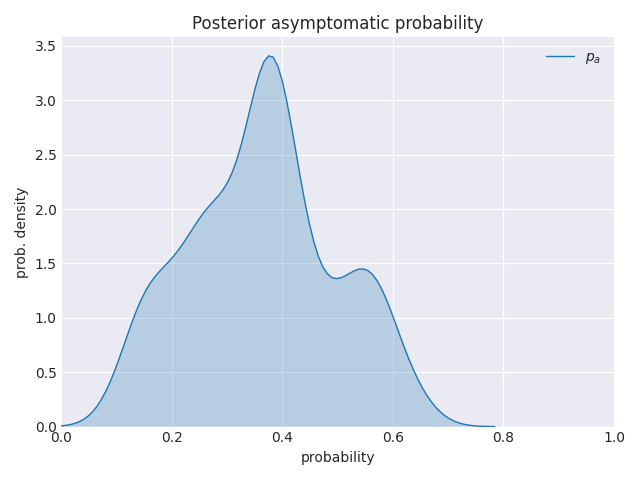 Posterior asymptomatic probability
3.5
3.0
2.5
2.0
1.5
1.0
0.5
0.0
prob. density
0.0 0.2 0.4 0.6 0.8 1.0
probability
pₐ